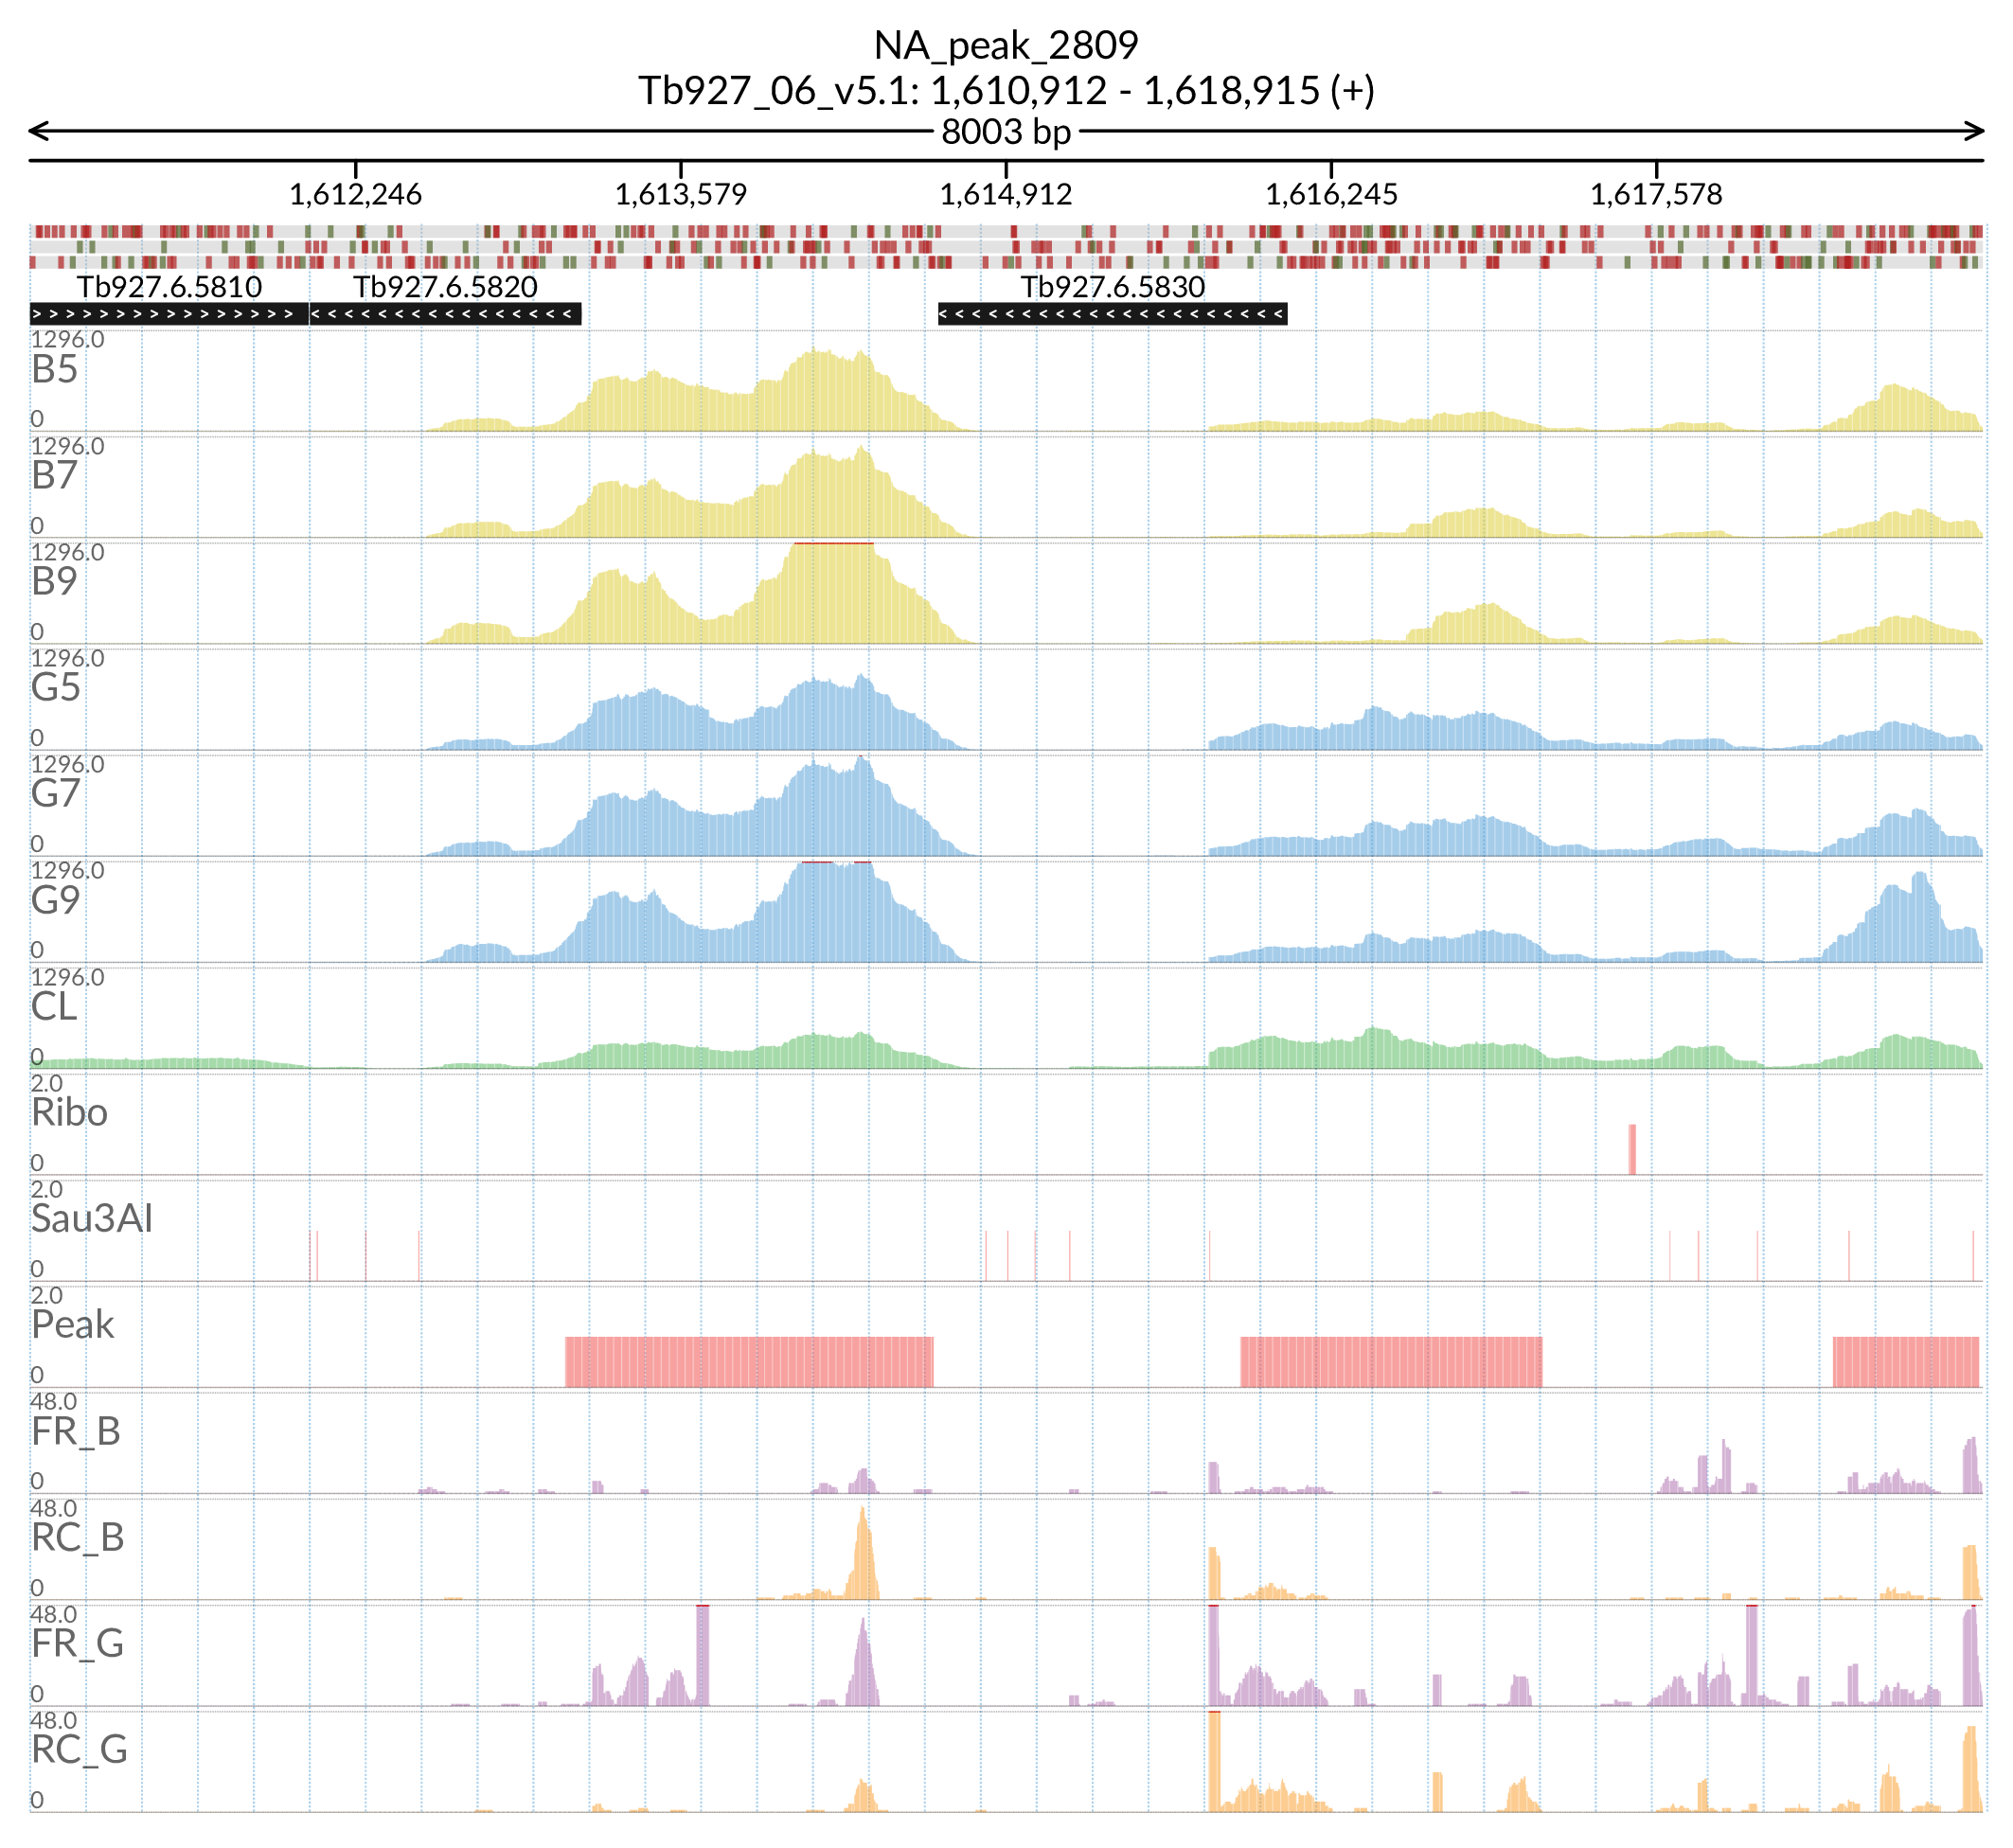 NA_peak_2809
Tb927_06_v5.1: 1,610,912 - 1,618,915 (+)
8003 bp
1,612,246 1,613,579 1,614,912 1,616,245 1,617,578
Tb927.6.5810 Tb927.6.5820 Tb927.6.5830
1296.0
B5
0
1296.0
B7
0
1296.0
B9
0
1296.0
G5
0
1296.0
G7
0
1296.0
G9
0
1296.0
CL
0
2.0
Ribo
0
2.0
Sau3AI
0
2.0
Peak
0
48.0
FR_B
0
48.0
RC_B
0
48.0
FR_G
0
48.0
RC_G
0